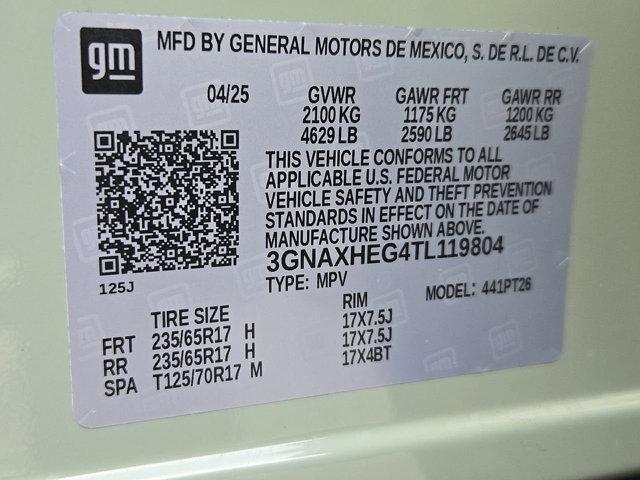 gm
MFD BY GENERAL MOTORS DE MEXICO, S. DE R.L. DE C.V.
04/25 GVWR GAWR FRT GAWR RR
2100 KG 1175 KG 1200 KG
4629 LB 2590 LB 2645 LB
THIS VEHICLE CONFORMS TO ALL
APPLICABLE U.S. FEDERAL MOTOR
VEHICLE SAFETY AND THEFT PREVENTION
STANDARDS IN EFFECT ON THE DATE OF
MANUFACTURE SHOWN ABOVE.
3GNAXHEG4TL119804
125J
TYPE: MPV MODEL: 441PT26
TIRE SIZE RIM
FRT 235/65R17 H 17X7.5J
RR 235/65R17 H 17X7.5J
SPA T125/70R17 M 17X4BT